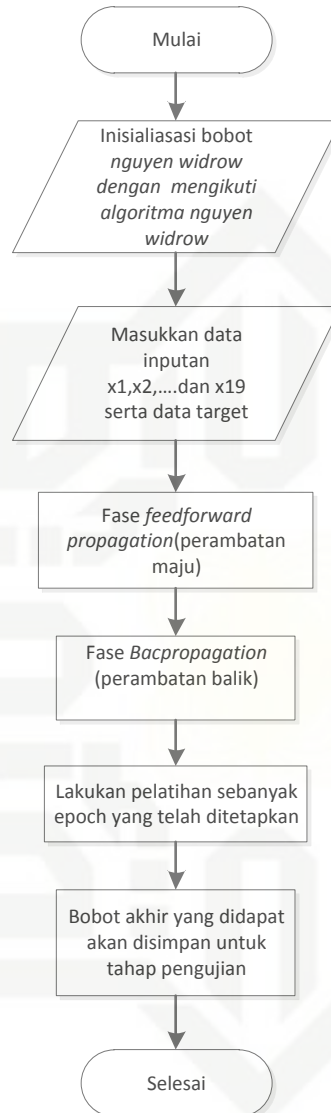 Mulai
Inisialiasasi bobot
nguyen widrow
dengan mengikuti
algoritma nguyen
widrow
Masukkan data
inputan
x1,x2,....dan x19
serta data target
Fase feedforward
propagation(perambatan
maju)
Fase Bacpropagation
(perambatan balik)
Lakukan pelatihan sebanyak
epoch yang telah ditetapkan
Bobot akhir yang didapat
akan disimpan untuk
tahap pengujian
Selesai